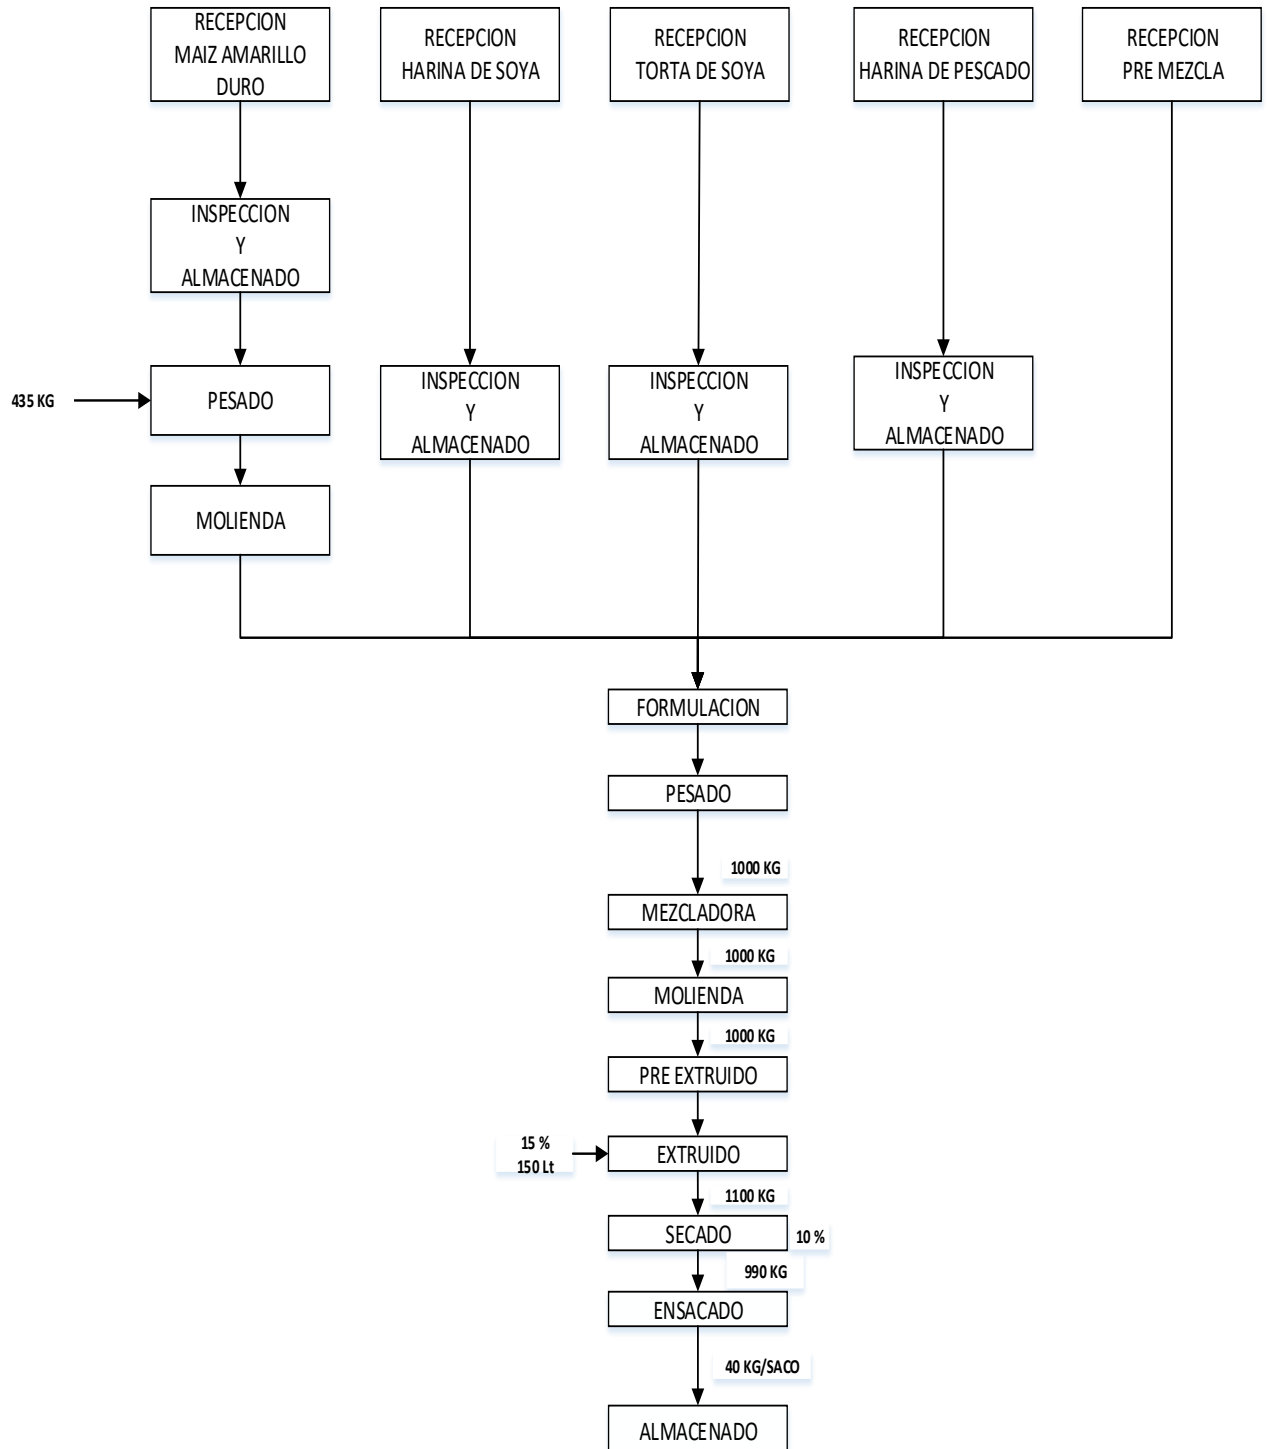 RECEPCION
MAIZ AMARILLO
DURO
RECEPCION
HARINA DE SOYA
RECEPCION
TORTA DE SOYA
RECEPCION
HARINA DE PESCADO
RECEPCION
PRE MEZCLA
INSPECCION
Y
ALMACENADO
435 KG
PESADO
INSPECCION
Y
ALMACENADO
INSPECCION
Y
ALMACENADO
INSPECCION
Y
ALMACENADO
MOLIENDA
FORMULACION
PESADO
1000 KG
MEZCLADORA
1000 KG
MOLIENDA
1000 KG
PRE EXTRUIDO
15 %
150 Lt
EXTRUIDO
1100 KG
SECADO
10 %
990 KG
ENSACADO
40 KG/SACO
ALMACENADO